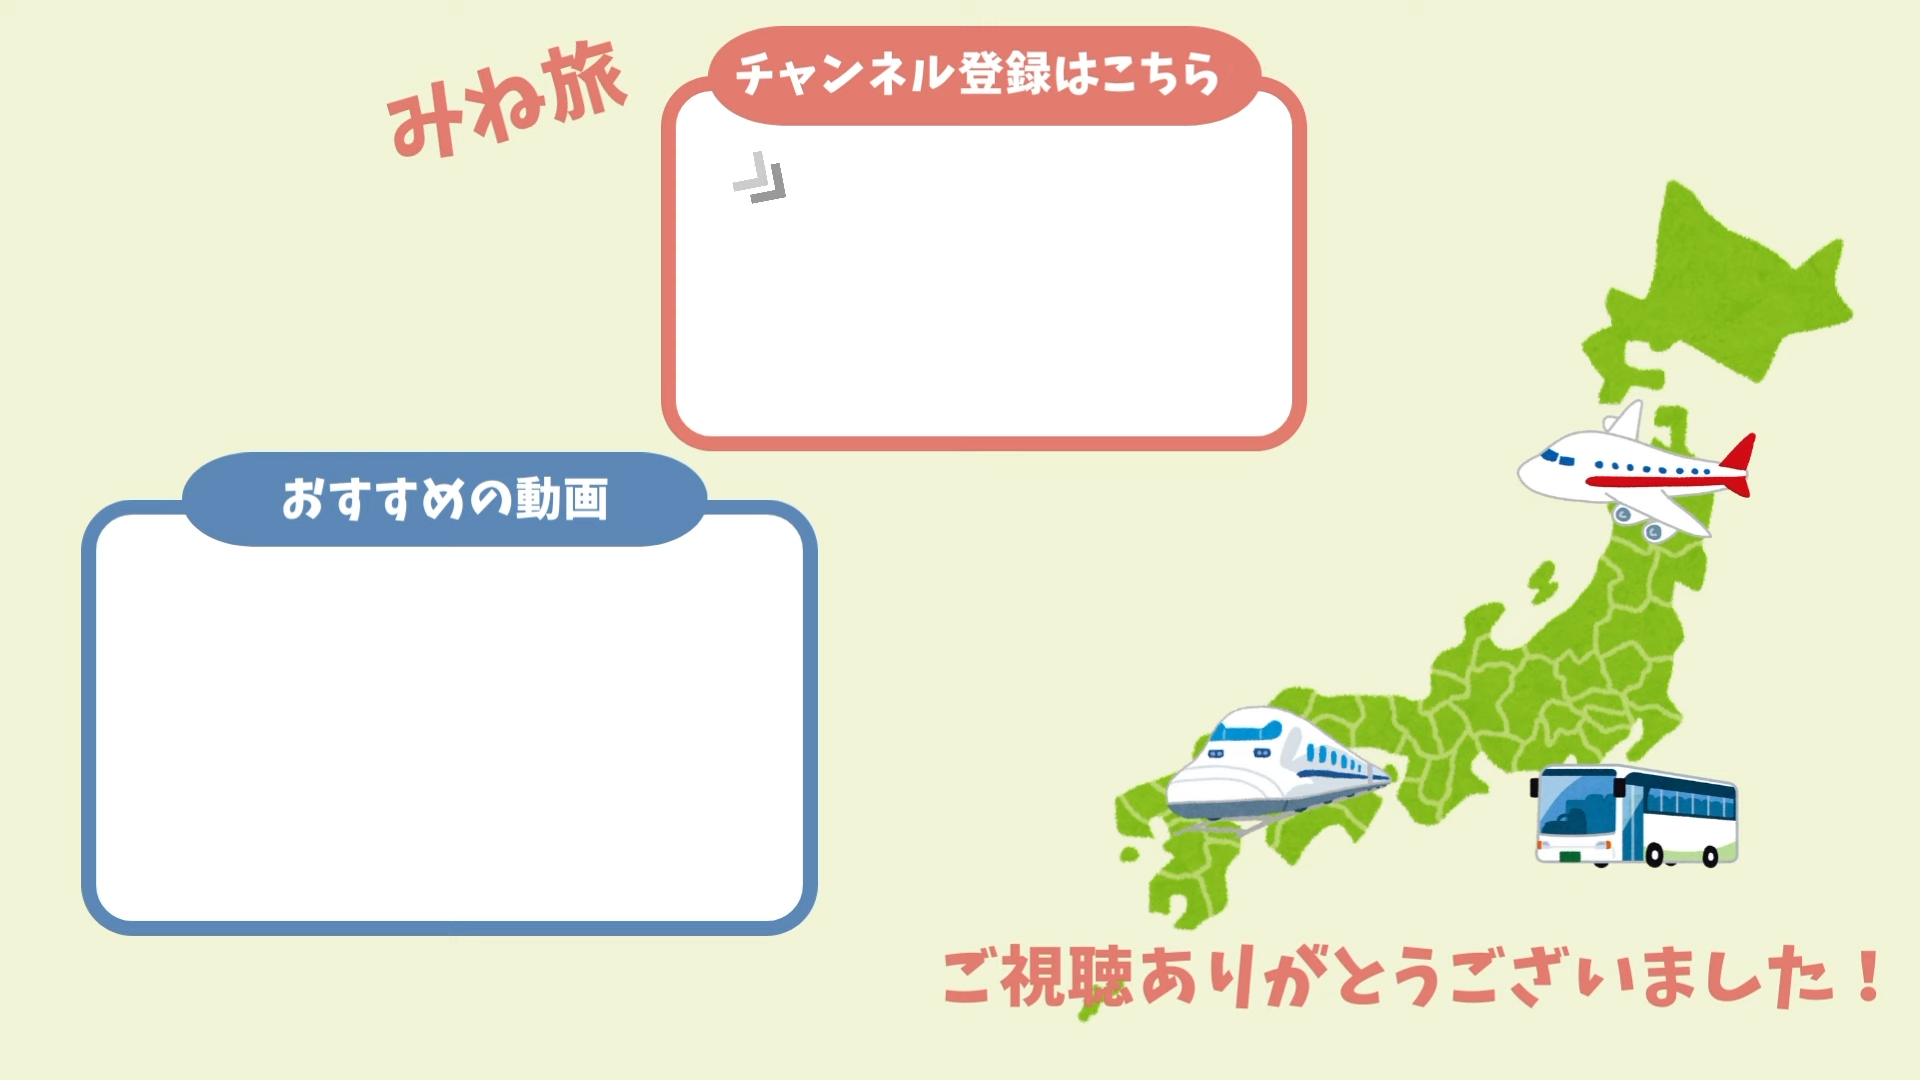 みね旅
チャンネル登録はこちら
おすすめの動画
ご視聴ありがとうございました！